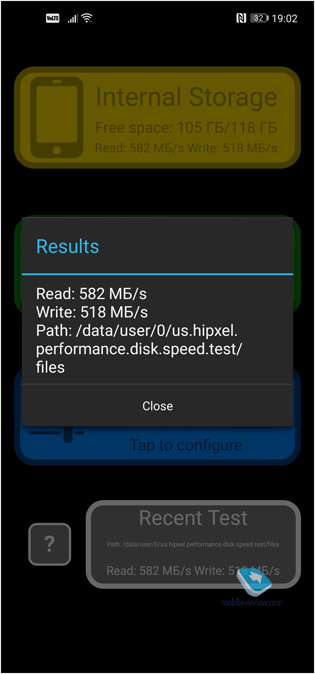 VoLTE
32 19:02
Internal Storage
Free space: 105 ГБ/118 ГБ
Read: 582 МБ/s Write: 518 МБ/s
Results
Read: 582 МБ/s
Write: 518 МБ/s
Path: /data/user/0/us.hipxel.
performance.disk.speed.test/
files
Close
Tap to configure
Recent Test
Path: /data/user/0/us.hipxel.performance.disk.speed.test/files
?
Read: 582 МБ/s Write: 518 МБ/s
mobile-review.com